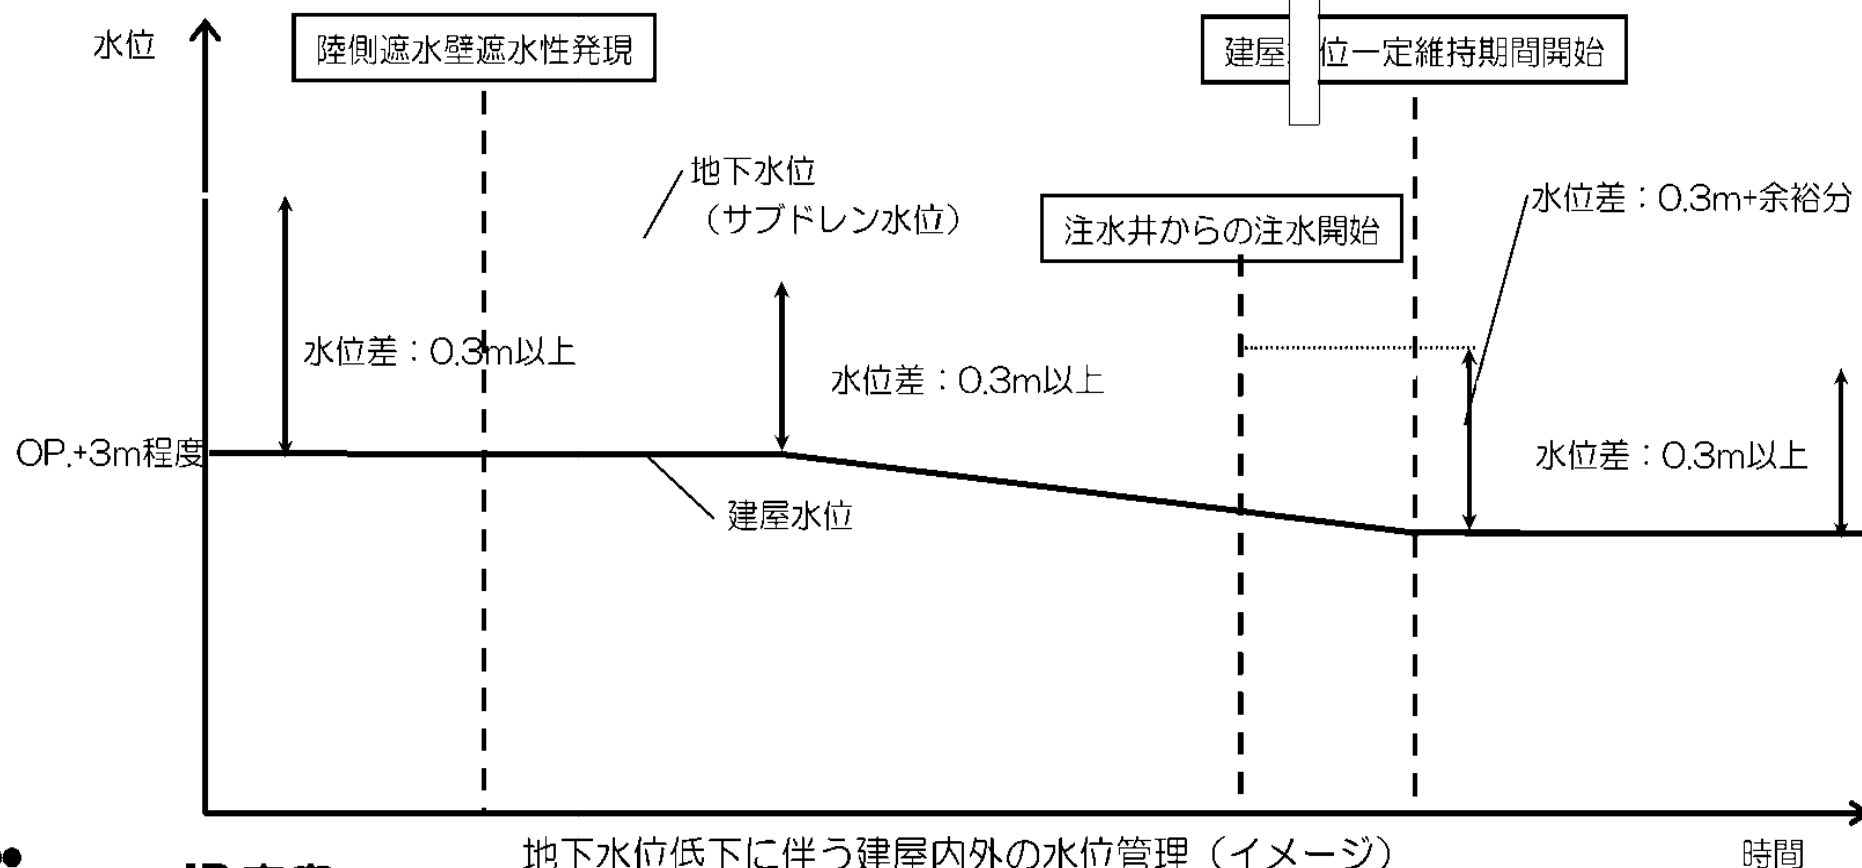 水位
陸側遮水壁遮水性発現
建屋 位一定維持期間開始
地下水位
（サブドレン水位）
水位差：0.3m+余裕分
注水井からの注水開始
水位差：0.3m以上
水位差：0.3m以上
OP.+3m程度
水位差：0.3m以上
建屋水位
地下水位低下に伴う建屋内外の水位管理（イメージ）
時間